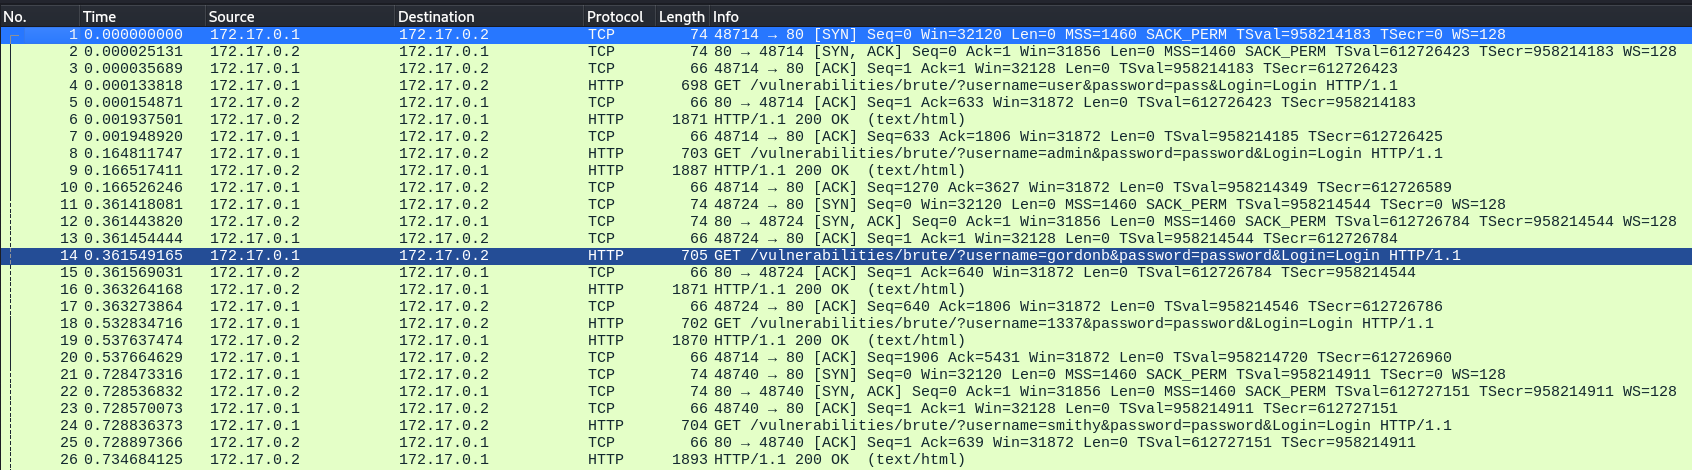 No. Time Source Destination Protocol Length Info
1 0.000000000 172.17.0.1 172.17.0.2 TCP 74 48714 → 80 [SYN] Seq=0 Win=32120 Len=0 MSS=1460 SACK_PERM TSval=958214183 TSecr=0 WS=128
2 0.000025131 172.17.0.2 172.17.0.1 TCP 74 80 → 48714 [SYN, ACK] Seq=0 Ack=1 Win=31856 Len=0 MSS=1460 SACK_PERM TSval=612726423 TSecr=958214183 WS=128
3 0.000035689 172.17.0.1 172.17.0.2 TCP 66 48714 → 80 [ACK] Seq=1 Ack=1 Win=32128 Len=0 TSval=958214183 TSecr=612726423
4 0.000133818 172.17.0.1 172.17.0.2 HTTP 698 GET /vulnerabilities/brute/?username=user&password=pass&Login=Login HTTP/1.1
5 0.000154871 172.17.0.2 172.17.0.1 TCP 66 80 → 48714 [ACK] Seq=1 Ack=633 Win=31872 Len=0 TSval=612726423 TSecr=958214183
6 0.001937501 172.17.0.2 172.17.0.1 HTTP 1871 HTTP/1.1 200 OK  (text/html)
7 0.001948920 172.17.0.1 172.17.0.2 TCP 66 48714 → 80 [ACK] Seq=633 Ack=1806 Win=31872 Len=0 TSval=958214185 TSecr=612726425
8 0.164811747 172.17.0.1 172.17.0.2 HTTP 703 GET /vulnerabilities/brute/?username=admin&password=password&Login=Login HTTP/1.1
9 0.166517411 172.17.0.2 172.17.0.1 HTTP 1887 HTTP/1.1 200 OK  (text/html)
10 0.166526246 172.17.0.1 172.17.0.2 TCP 66 48714 → 80 [ACK] Seq=1270 Ack=3627 Win=31872 Len=0 TSval=958214349 TSecr=612726589
11 0.361418081 172.17.0.1 172.17.0.2 TCP 74 48724 → 80 [SYN] Seq=0 Win=32120 Len=0 MSS=1460 SACK_PERM TSval=958214544 TSecr=0 WS=128
12 0.361443820 172.17.0.2 172.17.0.1 TCP 74 80 → 48724 [SYN, ACK] Seq=0 Ack=1 Win=31856 Len=0 MSS=1460 SACK_PERM TSval=612726784 TSecr=958214544 WS=128
13 0.361454444 172.17.0.1 172.17.0.2 TCP 66 48724 → 80 [ACK] Seq=1 Ack=1 Win=32128 Len=0 TSval=958214544 TSecr=612726784
14 0.361549165 172.17.0.1 172.17.0.2 HTTP 705 GET /vulnerabilities/brute/?username=gordonb&password=password&Login=Login HTTP/1.1
15 0.361569031 172.17.0.2 172.17.0.1 TCP 66 80 → 48724 [ACK] Seq=1 Ack=640 Win=31872 Len=0 TSval=612726784 TSecr=958214544
16 0.363264168 172.17.0.2 172.17.0.1 HTTP 1871 HTTP/1.1 200 OK  (text/html)
17 0.363273864 172.17.0.1 172.17.0.2 TCP 66 48724 → 80 [ACK] Seq=640 Ack=1806 Win=31872 Len=0 TSval=958214546 TSecr=612726786
18 0.532834716 172.17.0.1 172.17.0.2 HTTP 702 GET /vulnerabilities/brute/?username=1337&password=password&Login=Login HTTP/1.1
19 0.537637474 172.17.0.2 172.17.0.1 HTTP 1870 HTTP/1.1 200 OK  (text/html)
20 0.537664629 172.17.0.1 172.17.0.2 TCP 66 48714 → 80 [ACK] Seq=1906 Ack=5431 Win=31872 Len=0 TSval=958214720 TSecr=612726960
21 0.728473316 172.17.0.1 172.17.0.2 TCP 74 48740 → 80 [SYN] Seq=0 Win=32120 Len=0 MSS=1460 SACK_PERM TSval=958214911 TSecr=0 WS=128
22 0.728536832 172.17.0.2 172.17.0.1 TCP 74 80 → 48740 [SYN, ACK] Seq=0 Ack=1 Win=31856 Len=0 MSS=1460 SACK_PERM TSval=612727151 TSecr=958214911 WS=128
23 0.728570073 172.17.0.1 172.17.0.2 TCP 66 48740 → 80 [ACK] Seq=1 Ack=1 Win=32128 Len=0 TSval=958214911 TSecr=612727151
24 0.728836373 172.17.0.1 172.17.0.2 HTTP 704 GET /vulnerabilities/brute/?username=smithy&password=password&Login=Login HTTP/1.1
25 0.728897366 172.17.0.2 172.17.0.1 TCP 66 80 → 48740 [ACK] Seq=1 Ack=639 Win=31872 Len=0 TSval=612727151 TSecr=958214911
26 0.734684125 172.17.0.2 172.17.0.1 HTTP 1893 HTTP/1.1 200 OK  (text/html)